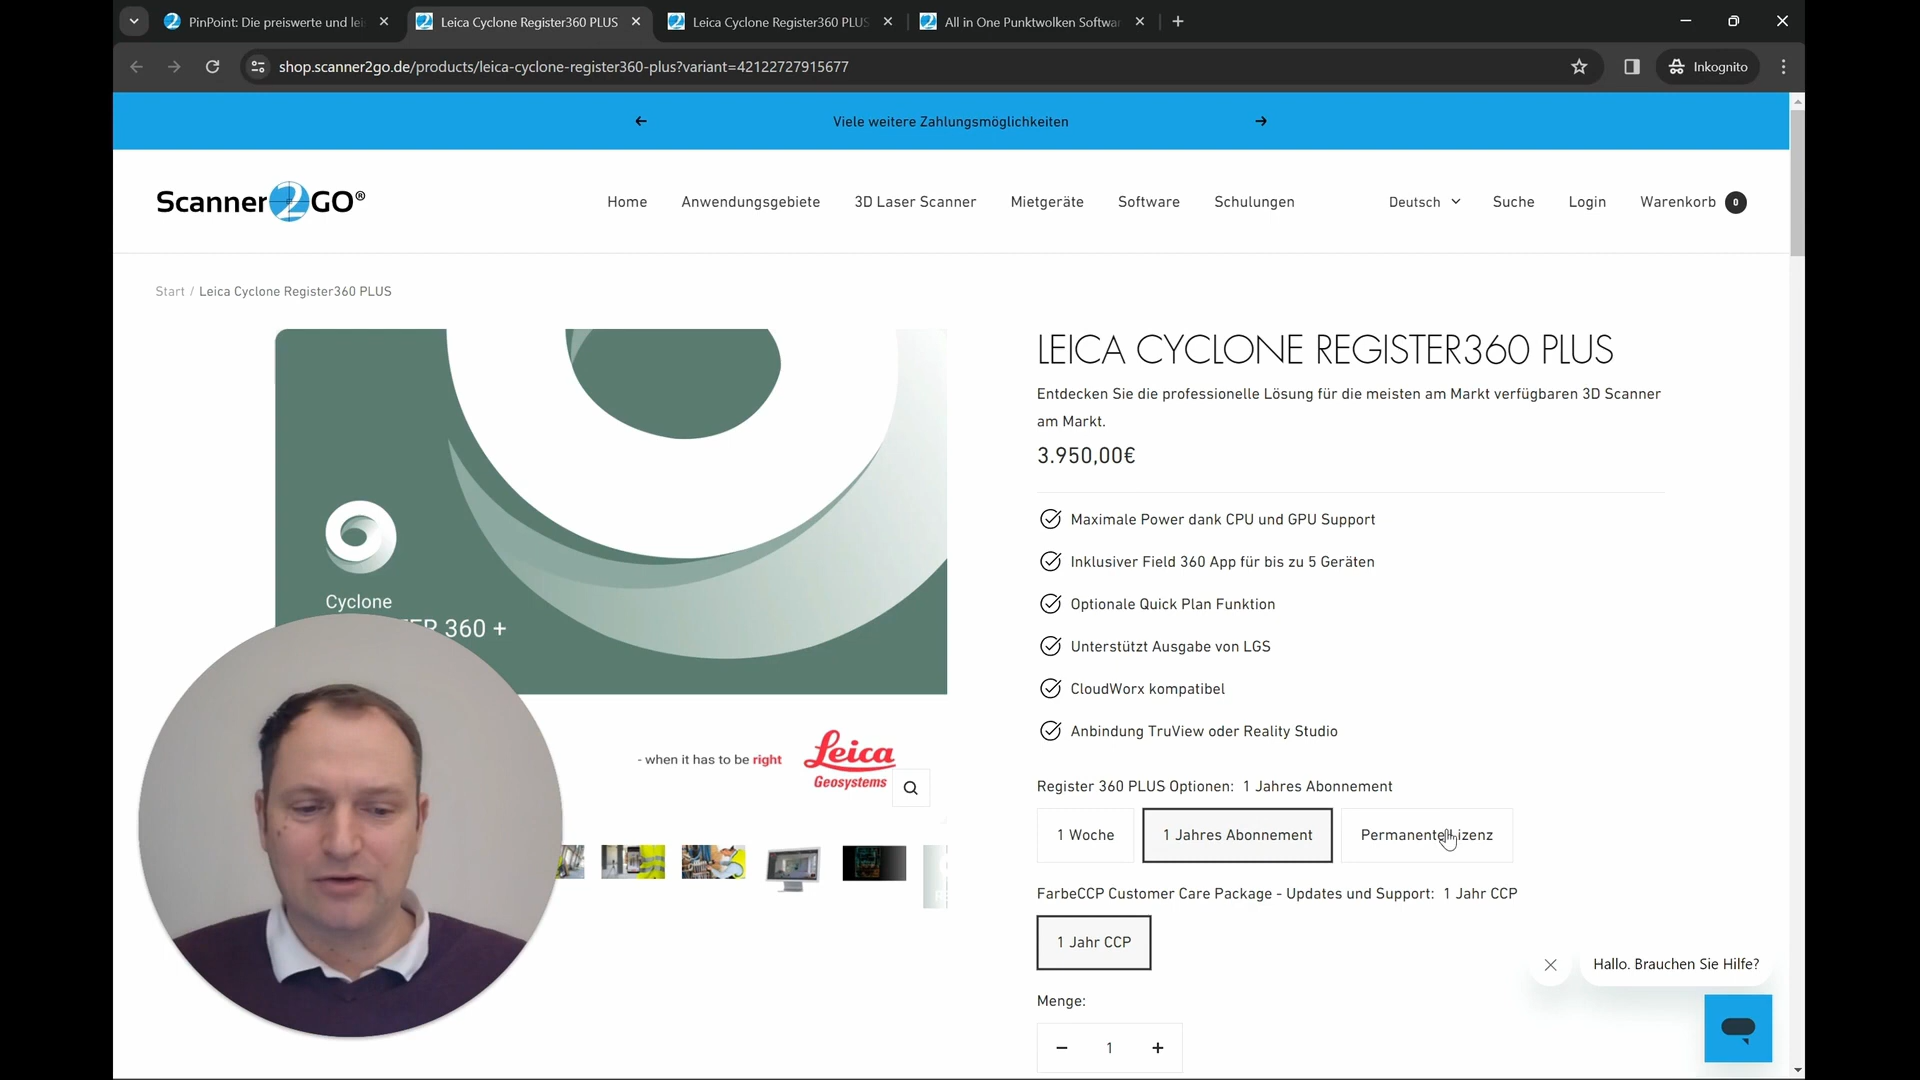 PinPoint: Die preiswerte und lei
Leica Cyclone Register360 PLUS
Leica Cyclone Register360 PLUS
All in One Punktwolken Softwar
shop.scanner2go.de/products/leica-cyclone-register360-plus?variant=42122727915677
Inkognito
Viele weitere Zahlungsmöglichkeiten
Scanner2GO®
Home
Anwendungsgebiete
3D Laser Scanner
Mietgeräte
Software
Schulungen
Deutsch
Suche
Login
Warenkorb
0
Start / Leica Cyclone Register360 PLUS
Cyclone
360 +
- when it has to be right
Leica
Geosystems
LEICA CYCLONE REGISTER360 PLUS
Entdecken Sie die professionelle Lösung für die meisten am Markt verfügbaren 3D Scanner
am Markt.
3.950,00€
Maximale Power dank CPU und GPU Support
Inklusiver Field 360 App für bis zu 5 Geräten
Optionale Quick Plan Funktion
Unterstützt Ausgabe von LGS
CloudWorx kompatibel
Anbindung TruView oder Reality Studio
Register 360 PLUS Optionen: 1 Jahres Abonnement
1 Woche
1 Jahres Abonnement
Permanente Lizenz
FarbeCCP Customer Care Package - Updates und Support: 1 Jahr CCP
1 Jahr CCP
Menge:
1
Hallo. Brauchen Sie Hilfe?